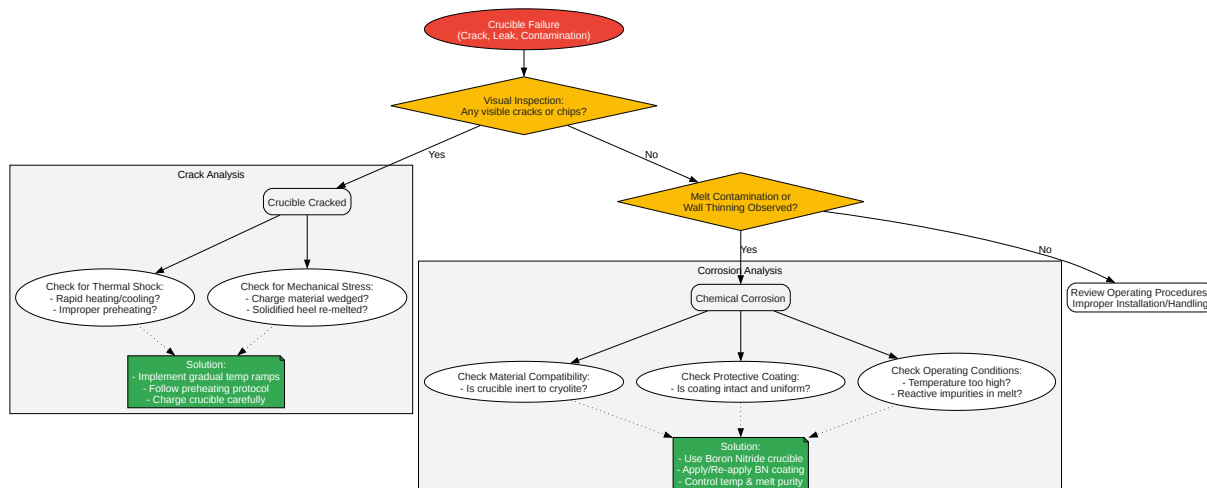 Crucible Failure
(Crack, Leak, Contamination)
Visual Inspection:
Any visible cracks or chips?
Yes
No
Crack Analysis
Crucible Cracked
Melt Contamination or
Wall Thinning Observed?
Yes
No
Check for Thermal Shock:
- Rapid heating/cooling?
- Improper preheating?
Check for Mechanical Stress:
- Charge material wedged?
- Solidified heel re-melted?
Solution:
- Implement gradual temp ramps
- Follow preheating protocol
- Charge crucible carefully
Corrosion Analysis
Chemical Corrosion
Review Operating Procedures
Improper Installation/Handling
Check Material Compatibility:
- Is crucible inert to cryolite?
Check Protective Coating:
- Is coating intact and uniform?
Check Operating Conditions:
- Temperature too high?
- Reactive impurities in melt?
Solution:
- Use Boron Nitride crucible
- Apply/Re-apply BN coating
- Control temp & melt purity